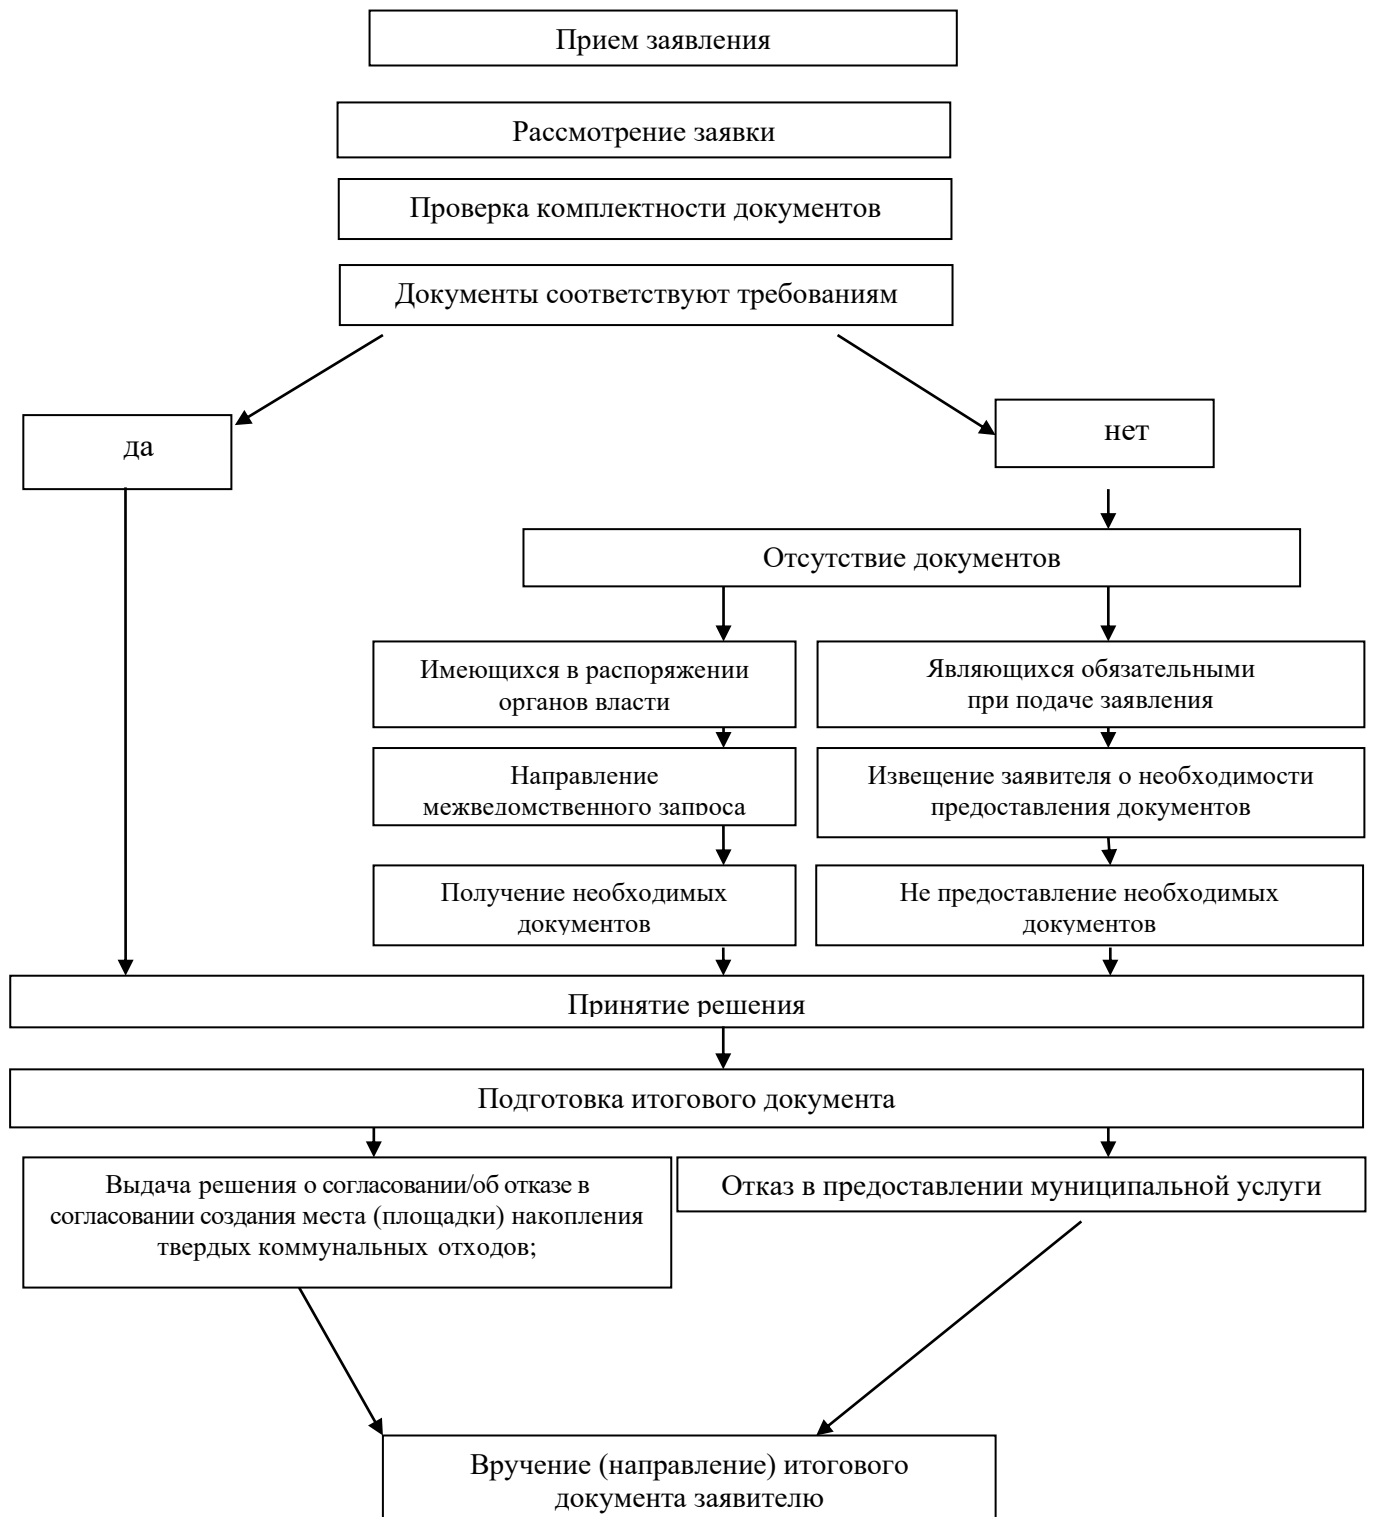 Прием заявления
Рассмотрение заявки
Проверка комплектности документов
Документы соответствуют требованиям
да
нет
Отсутствие документов
Имеющихся в распоряжении
органов власти
Являющихся обязательными
при подаче заявления
Направление
межведомственного запроса
Извещение заявителя о необходимости
предоставления документов
Получение необходимых
документов
Не предоставление необходимых
документов
Принятие решения
Подготовка итогового документа
Выдача решения о согласовании/об отказе в
согласовании создания места (площадки) накопления
твердых коммунальных отходов;
Отказ в предоставлении муниципальной услуги
Вручение (направление) итогового
документа заявителю